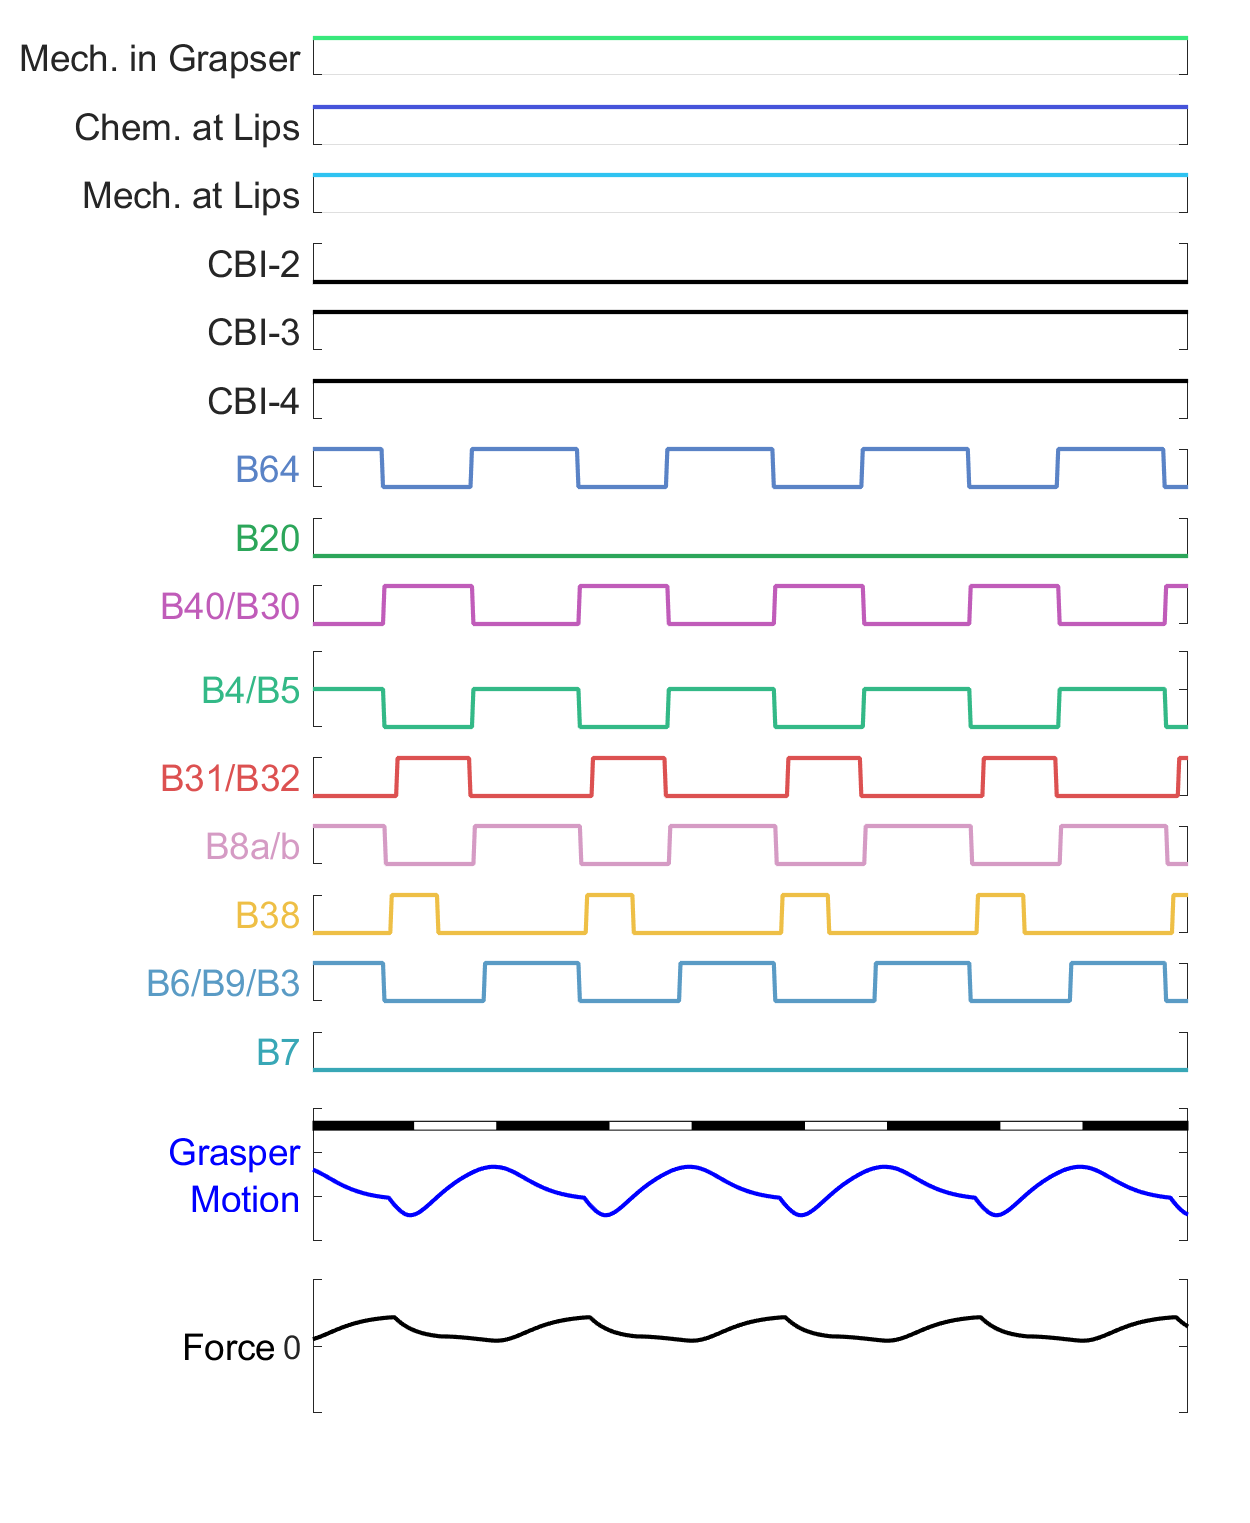 Mech. in Grapser
Chem. at Lips
Mech. at Lips
CBI-2
CBI-3
CBI-4
B64
B20
B40/B30
B4/B5
B31/B32
B8a/b
B38
B6/B9/B3
B7
Grasper
Motion
Force 0